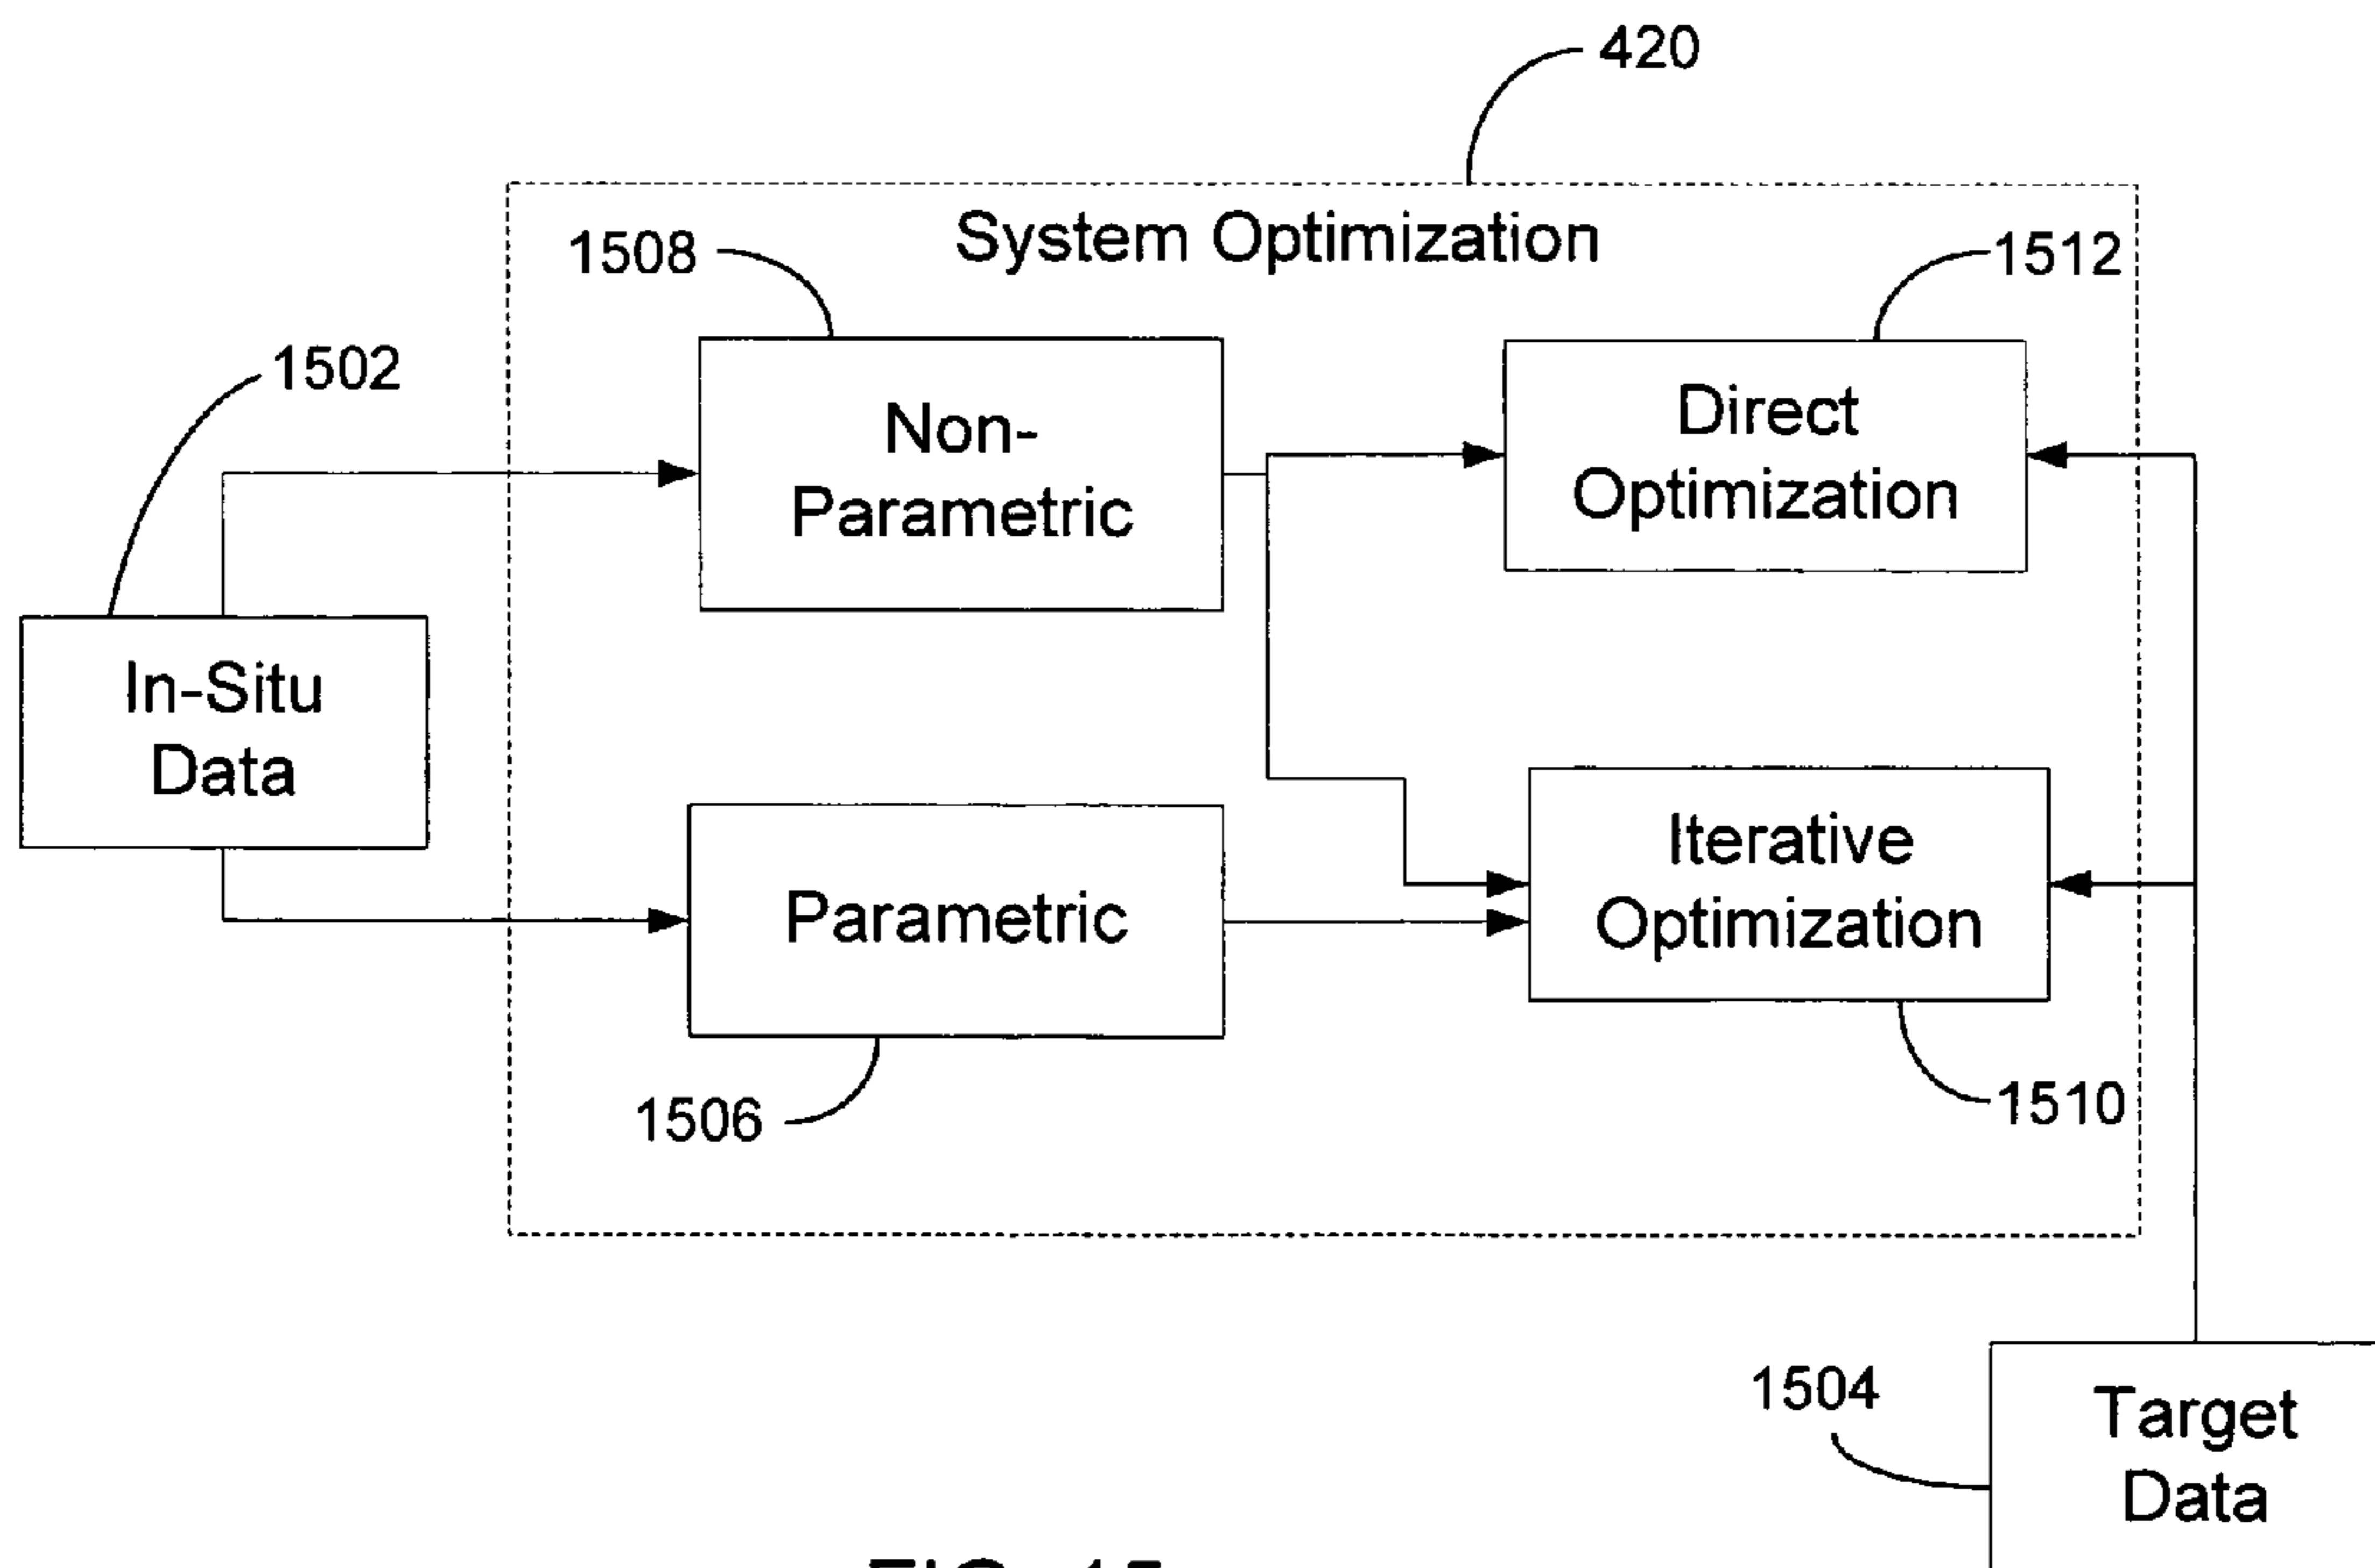 420
System Optimization
1508
1512
1502
Non-
Parametric
Direct
Optimization
In-Situ
Data
Iterative
Optimization
Parametric
1506
1510
1504
Target
Data